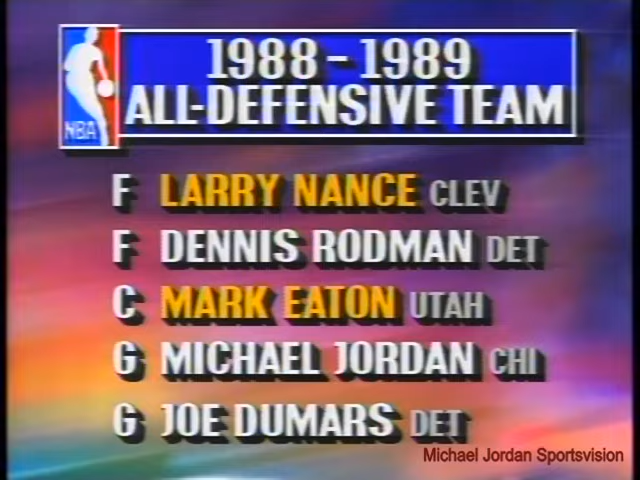 1988-1989
ALL-DEFENSIVE TEAM
NBA
F LARRY NANCE CLEV
F DENNIS RODMAN DET
C MARK EATON UTAH
G MICHAEL JORDAN CHI
G JOE DUMARS DET
Michael Jordan Sportsvision